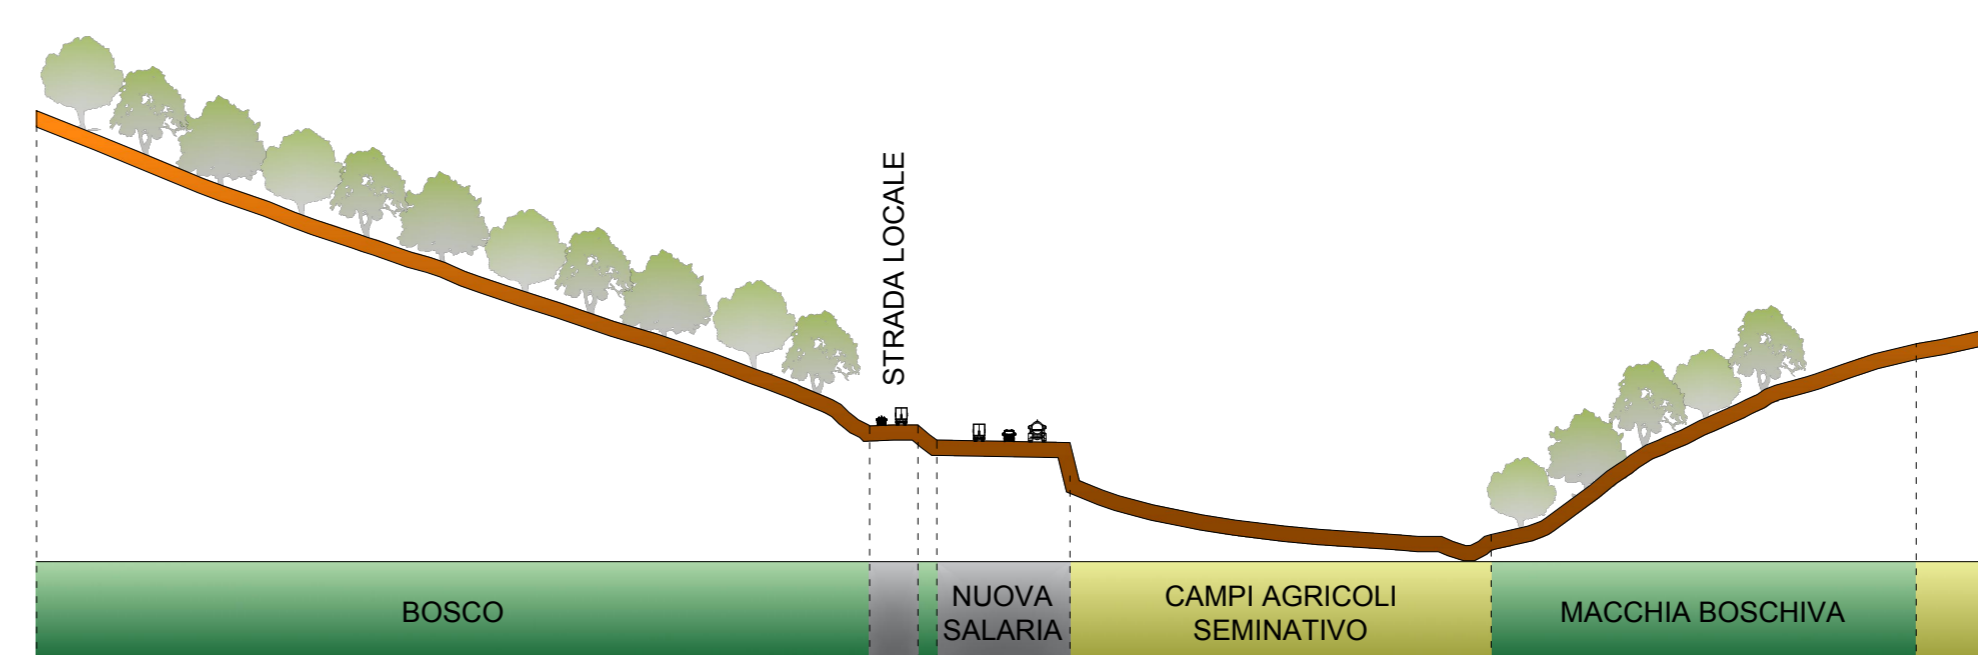 STRADA LOCALE
BOSCO
NUOVA
SALARIA
CAMPI AGRICOLI
SEMINATIVO
MACCHIA BOSCHIVA